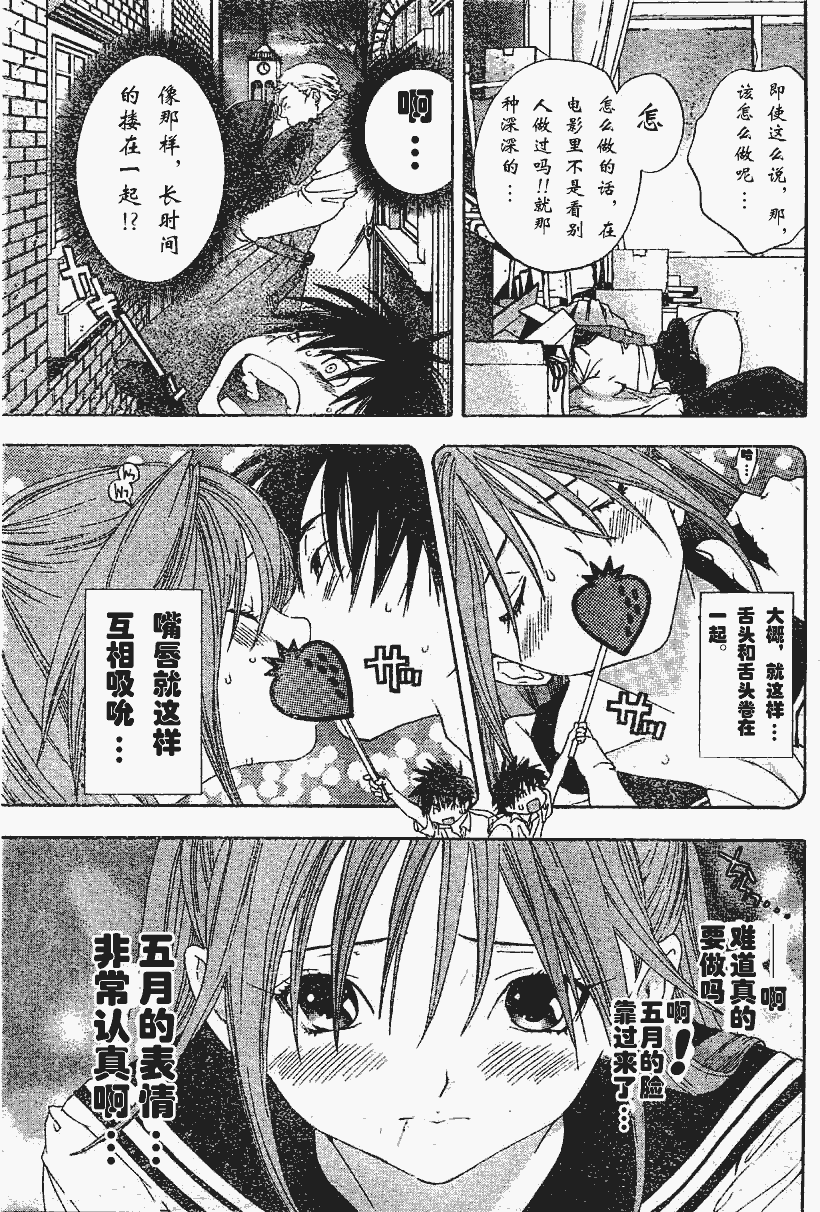 即使这么说，那，
该怎么做呢…
怎
怎么做的话，在
电影里不是看别
人做过吗!!就那
种深深的…
啊…
像那样，长时间
的搂在一起!?
哈…
大概，就这样…
舌头和舌头卷在
一起。
嘴唇就这样
互相吸吮…
—啊
难道真的
要做吗
啊!
五月的脸
靠过来了…
五月的表情…
非常认真啊…